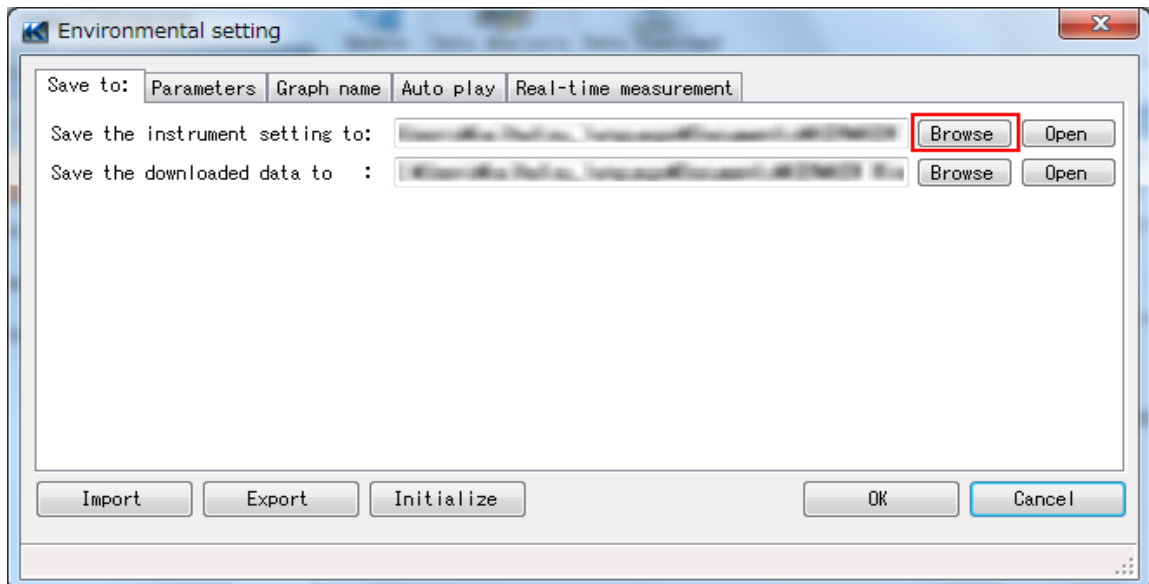 Environmental setting
Save to: Parameters Graph name Auto play Real-time measurement
Save the instrument setting to: Browse Open
Save the downloaded data to : Browse Open
Import Export Initialize OK Cancel